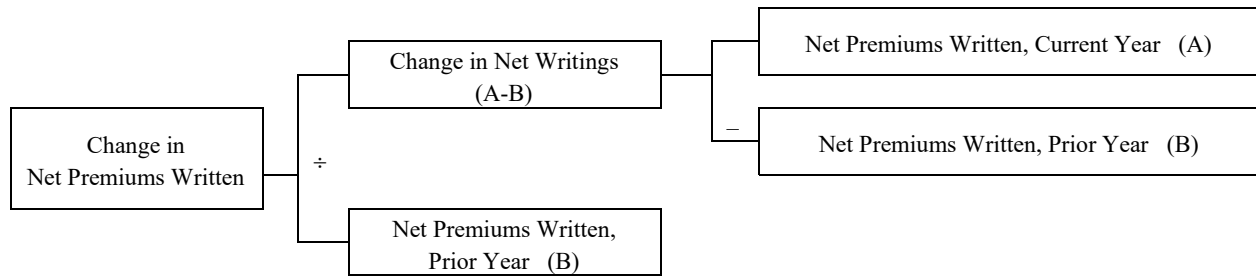 Net Premiums Written, Current Year (A)
Change in Net Writings
(A-B)
–
Net Premiums Written, Prior Year (B)
Change in
Net Premiums Written
÷
Net Premiums Written,
Prior Year (B)